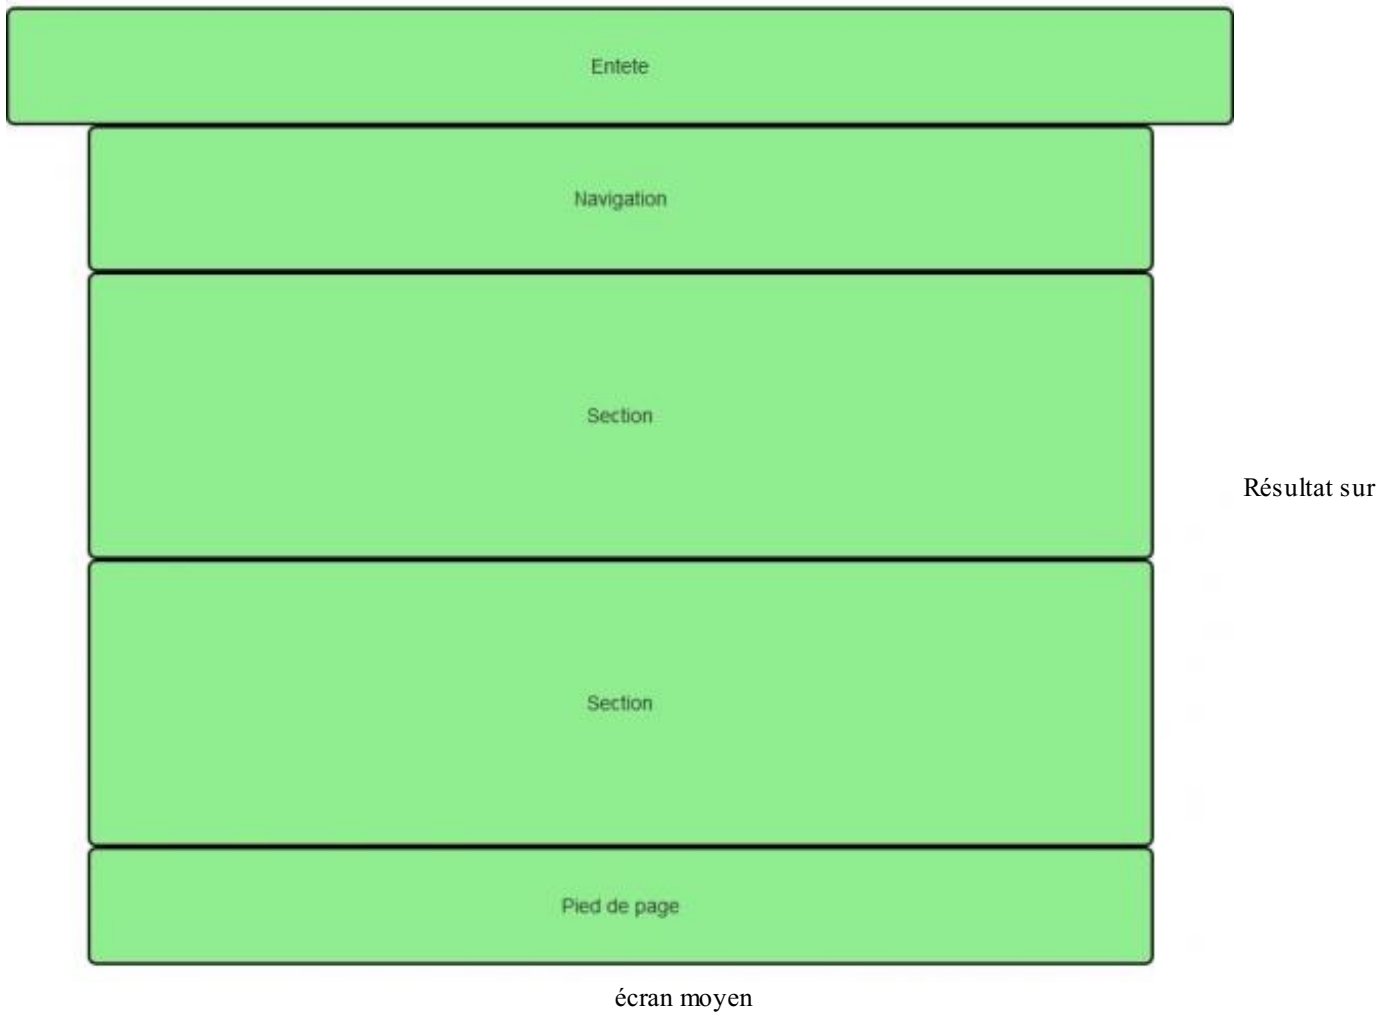 Entete
Navigation
Section
Résultat sur
Section
Pied de page
écran moyen